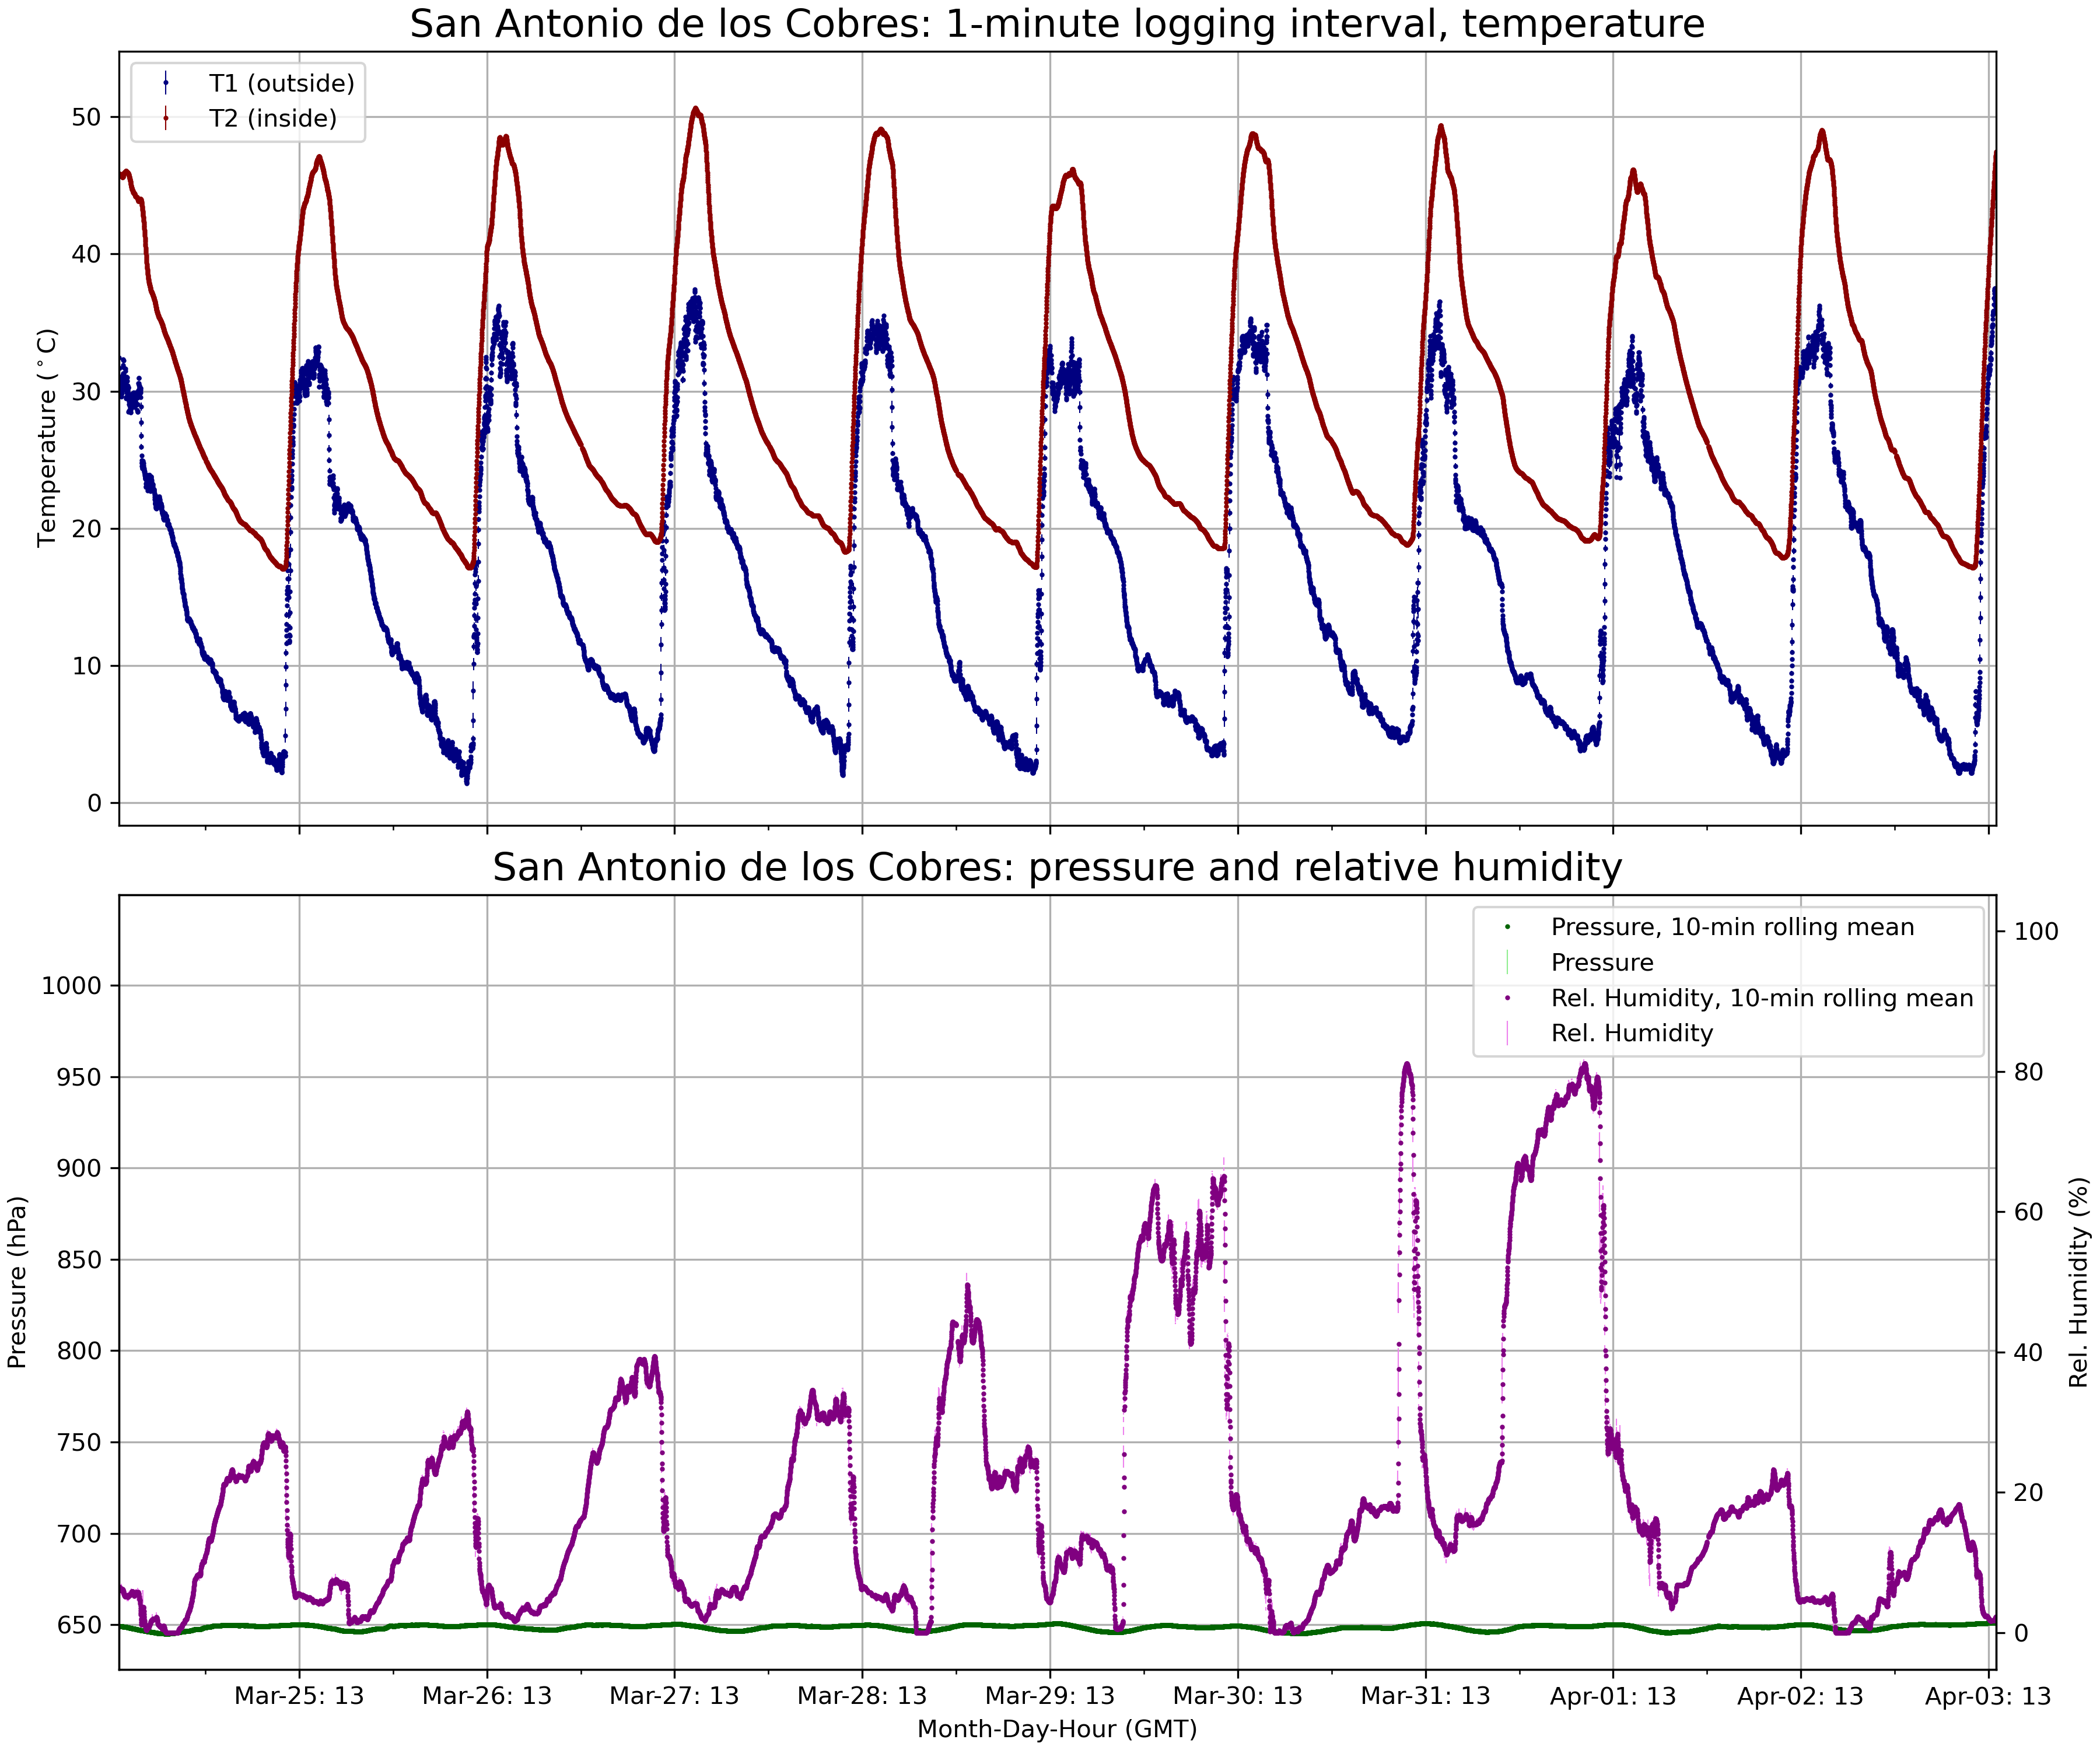 San Antonio de los Cobres: 1-minute logging interval, temperature
T1 (outside)
T2 (inside)
50
40
30
20
10
0
Temperature (°C)
San Antonio de los Cobres: pressure and relative humidity
Pressure, 10-min rolling mean
Pressure
Rel. Humidity, 10-min rolling mean
Rel. Humidity
1000
950
900
850
800
750
700
650
Pressure (hPa)
100
80
60
40
20
0
Rel. Humidity (%)
Mar-25: 13 Mar-26: 13 Mar-27: 13 Mar-28: 13 Mar-29: 13 Mar-30: 13 Mar-31: 13 Apr-01: 13 Apr-02: 13 Apr-03: 13
Month-Day-Hour (GMT)